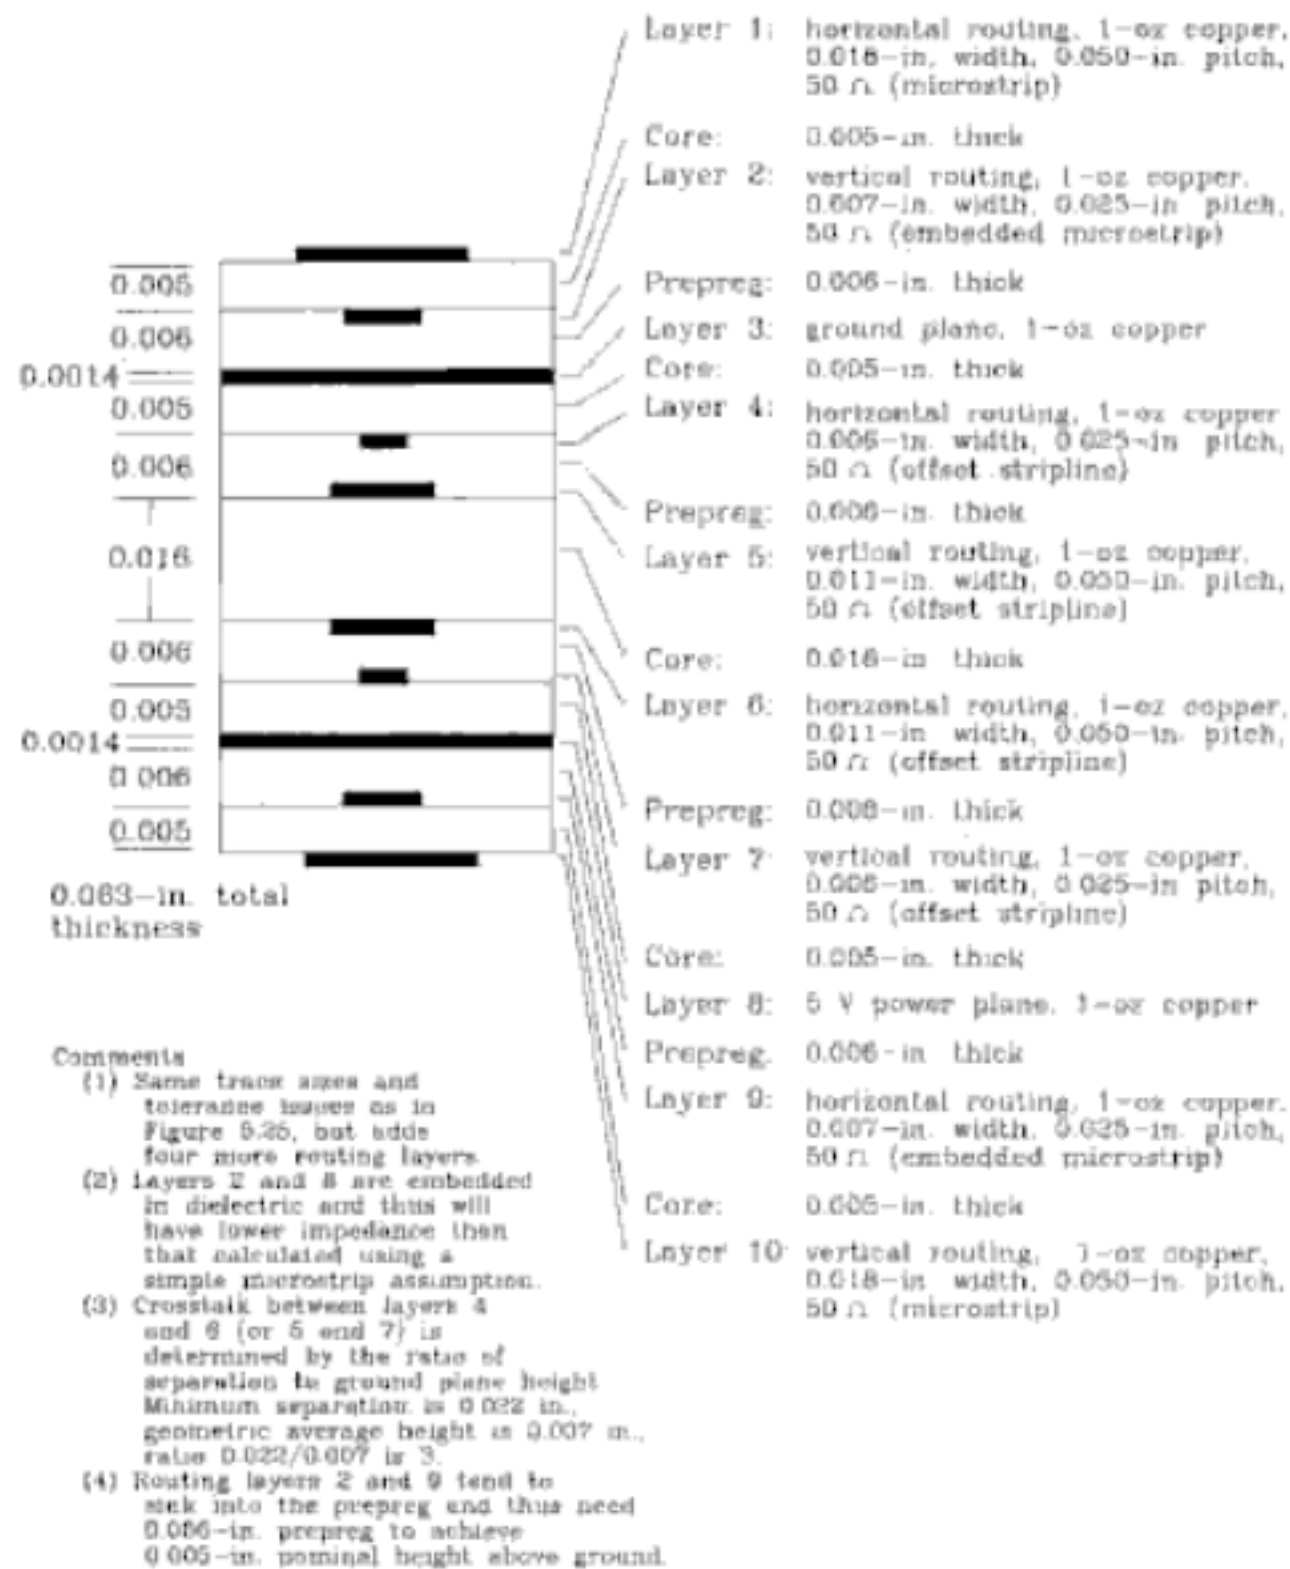 Layer 1: horizontal routing, 1-oz copper,
0.018-in. width, 0.050-in. pitch,
50 Ω (microstrip)
Core: 0.005-in. thick
Layer 2: vertical routing, 1-oz copper,
0.007-in. width, 0.025-in pitch,
50 Ω (embedded microstrip)
Prepreg: 0.006-in. thick
Layer 3: ground plane, 1-oz copper
Core: 0.005-in. thick
Layer 4: horizontal routing, 1-oz copper
0.006-in. width, 0.025-in pitch,
50 Ω (offset stripline)
Prepreg: 0.006-in. thick
Layer 5: vertical routing, 1-oz copper,
0.011-in. width, 0.050-in. pitch,
50 Ω (offset stripline)
Core: 0.016-in thick
Layer 6: horizontal routing, 1-oz copper,
0.011-in width, 0.050-in. pitch,
50 Ω (offset stripline)
Prepreg: 0.006-in. thick
Layer 7: vertical routing, 1-oz copper,
0.006-in. width, 0.025-in pitch,
50 Ω (offset stripline)
Core: 0.005-in. thick
Layer 8: 5 V power plane, 1-oz copper
Prepreg. 0.006-in thick
Layer 9: horizontal routing, 1-oz copper.
0.007-in. width, 0.025-in. pitch,
50 Ω (embedded microstrip)
Core: 0.005-in. thick
Layer 10: vertical routing, 1-oz copper,
0.018-in width, 0.050-in. pitch,
50 Ω (microstrip)
0.005
0.006
0.0014
0.005
0.006
0.016
0.006
0.005
0.0014
0.006
0.005
0.063-in. total
thickness
Comments
(1) Same trace sizes and
tolerance issues as in
Figure 5.25, but adds
four more routing layers.
(2) Layers 2 and 8 are embedded
in dielectric and thus will
have lower impedance than
that calculated using a
simple microstrip assumption.
(3) Crosstalk between layers 4
and 6 (or 5 and 7) is
determined by the ratio of
separation to ground plane height
Minimum separation is 0.022 in.,
geometric average height is 0.007 in.,
ratio 0.022/0.007 is 3.
(4) Routing layers 2 and 9 tend to
sink into the prepreg and thus need
0.006-in. prepreg to achieve
0.005-in. nominal height above ground.